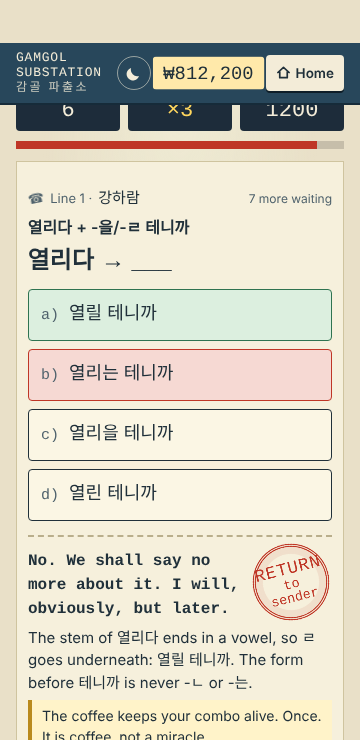 GAMGOL
SUBSTATION
감골 파출소
₩812,200
Home
6
×3
1200
☎ Line 1 · 강하람
7 more waiting
열리다 + -을/-ㄹ 테니까
열리다 → ____
a) 열릴 테니까
b) 열리는 테니까
c) 열리을 테니까
d) 열린 테니까
No. We shall say no
more about it. I will,
obviously, but later.
RETURN
to
sender
The stem of 열리다 ends in a vowel, so ㄹ
goes underneath: 열릴 테니까. The form
before 테니까 is never -ㄴ or -는.
The coffee keeps your combo alive. Once.
It is coffee, not a miracle.